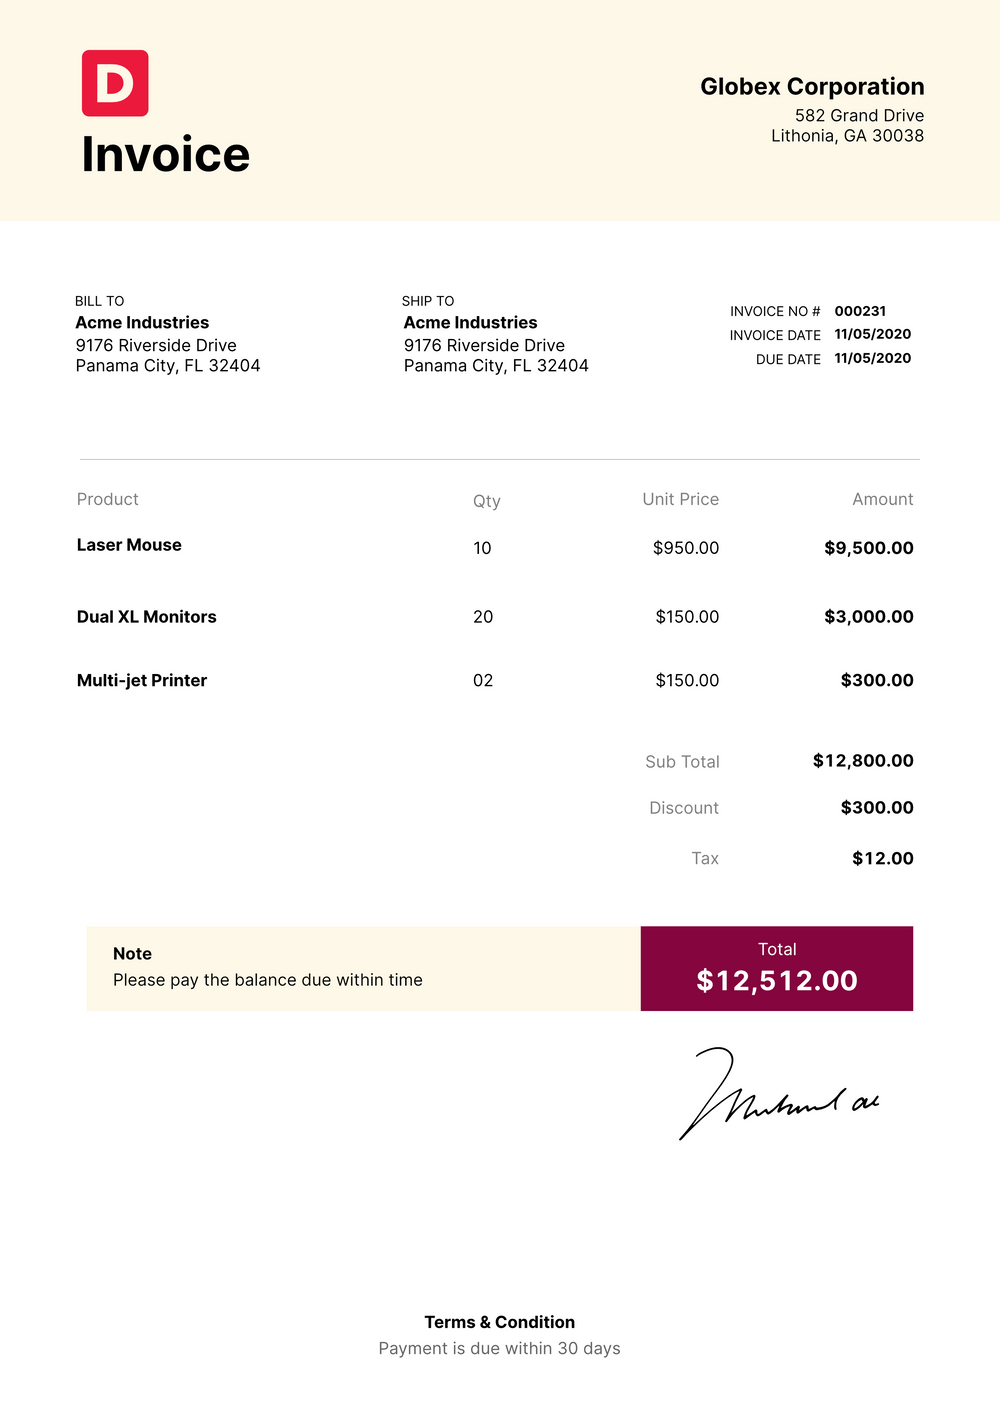 D
Invoice
Globex Corporation
582 Grand Drive
Lithonia, GA 30038
BILL TO
Acme Industries
9176 Riverside Drive
Panama City, FL 32404
SHIP TO
Acme Industries
9176 Riverside Drive
Panama City, FL 32404
INVOICE NO # 000231
INVOICE DATE 11/05/2020
DUE DATE 11/05/2020
Product Qty Unit Price Amount
Laser Mouse 10 $950.00 $9,500.00
Dual XL Monitors 20 $150.00 $3,000.00
Multi-jet Printer 02 $150.00 $300.00
Sub Total $12,800.00
Discount $300.00
Tax $12.00
Note
Please pay the balance due within time
Total
$12,512.00
Terms & Condition
Payment is due within 30 days